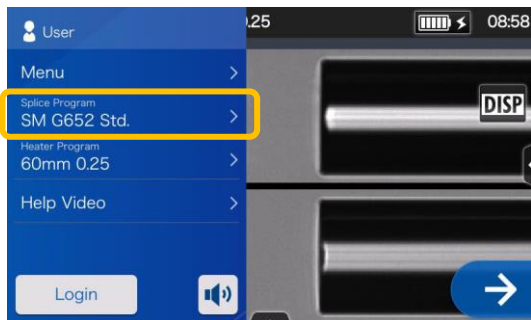 User
.25
08:58
Menu
Splice Program
SM G652 Std.
DISP
Heater Program
60mm 0.25
Help Video
Login